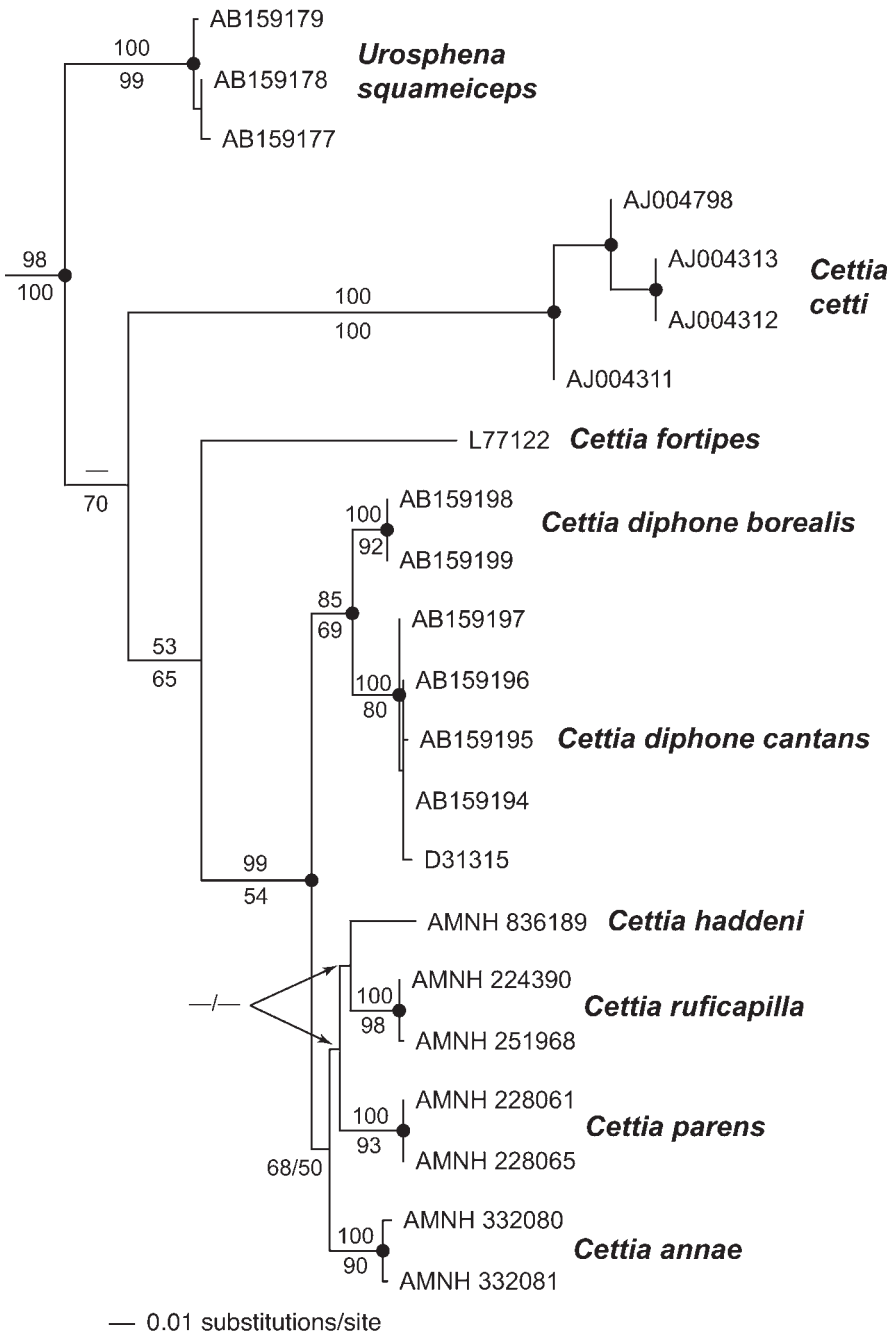 AB159179
100
99
AB159178
Urosphena
squameiceps
AB159177
AJ004798
98
100
AJ004313
Cettia
cetti
100
100
AJ004312
AJ004311
L77122 Cettia fortipes
—
70
AB159198
100
92
Cettia diphone borealis
AB159199
85
69
AB159197
53
65
100
80
AB159196
AB159195 Cettia diphone cantans
AB159194
D31315
99
54
AMNH 836189 Cettia haddeni
—/—
AMNH 224390
100
98
Cettia ruficapilla
AMNH 251968
AMNH 228061
100
93
Cettia parens
AMNH 228065
68/50
AMNH 332080
100
90
Cettia annae
AMNH 332081
— 0.01 substitutions/site